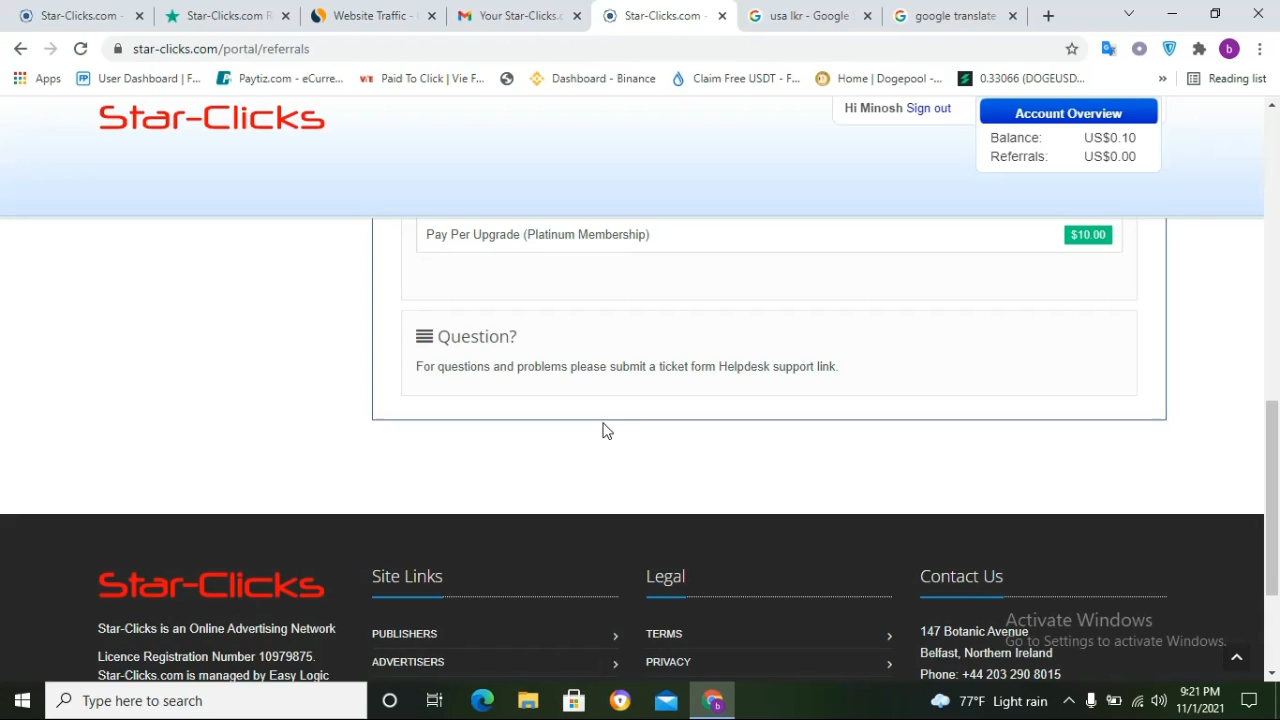 Star-Clicks.com -
Star-Clicks.com R
Website Traffic -
Your Star-Clicks.c
Star-Clicks.com -
usa lkr - Google
google translate
star-clicks.com/portal/referrals
b
Apps
User Dashboard | F...
Paytiz.com - eCurre...
Paid To Click | Vie F...
Dashboard - Binance
Claim Free USDT - F...
Home | Dogepool -...
0.33066 (DOGEUSD...
»
Reading list
Star-Clicks
Hi Minosh Sign out
Account Overview
Balance: US$0.10
Referrals: US$0.00
Pay Per Upgrade (Platinum Membership) $10.00
Question?
For questions and problems please submit a ticket form Helpdesk support link.
Star-Clicks
Star-Clicks is an Online Advertising Network
Licence Registration Number 10979875.
Star-Clicks.com is managed by Easy Logic
Site Links
PUBLISHERS
ADVERTISERS
Legal
TERMS
PRIVACY
Contact Us
147 Botanic Avenue
Belfast, Northern Ireland
Phone: +44 203 290 8015
Activate Windows
Go to Settings to activate Windows.
Type here to search
77°F Light rain
9:21 PM
11/1/2021